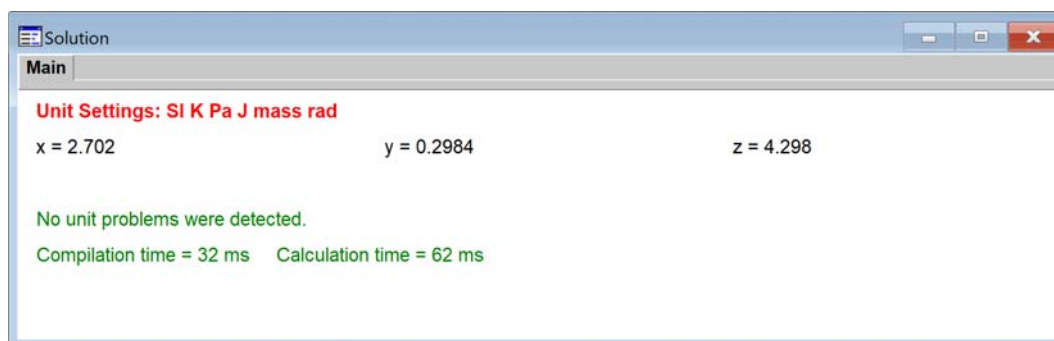 Solution
Main
Unit Settings: SI K Pa J mass rad
x = 2.702 y = 0.2984 z = 4.298
No unit problems were detected.
Compilation time = 32 ms Calculation time = 62 ms